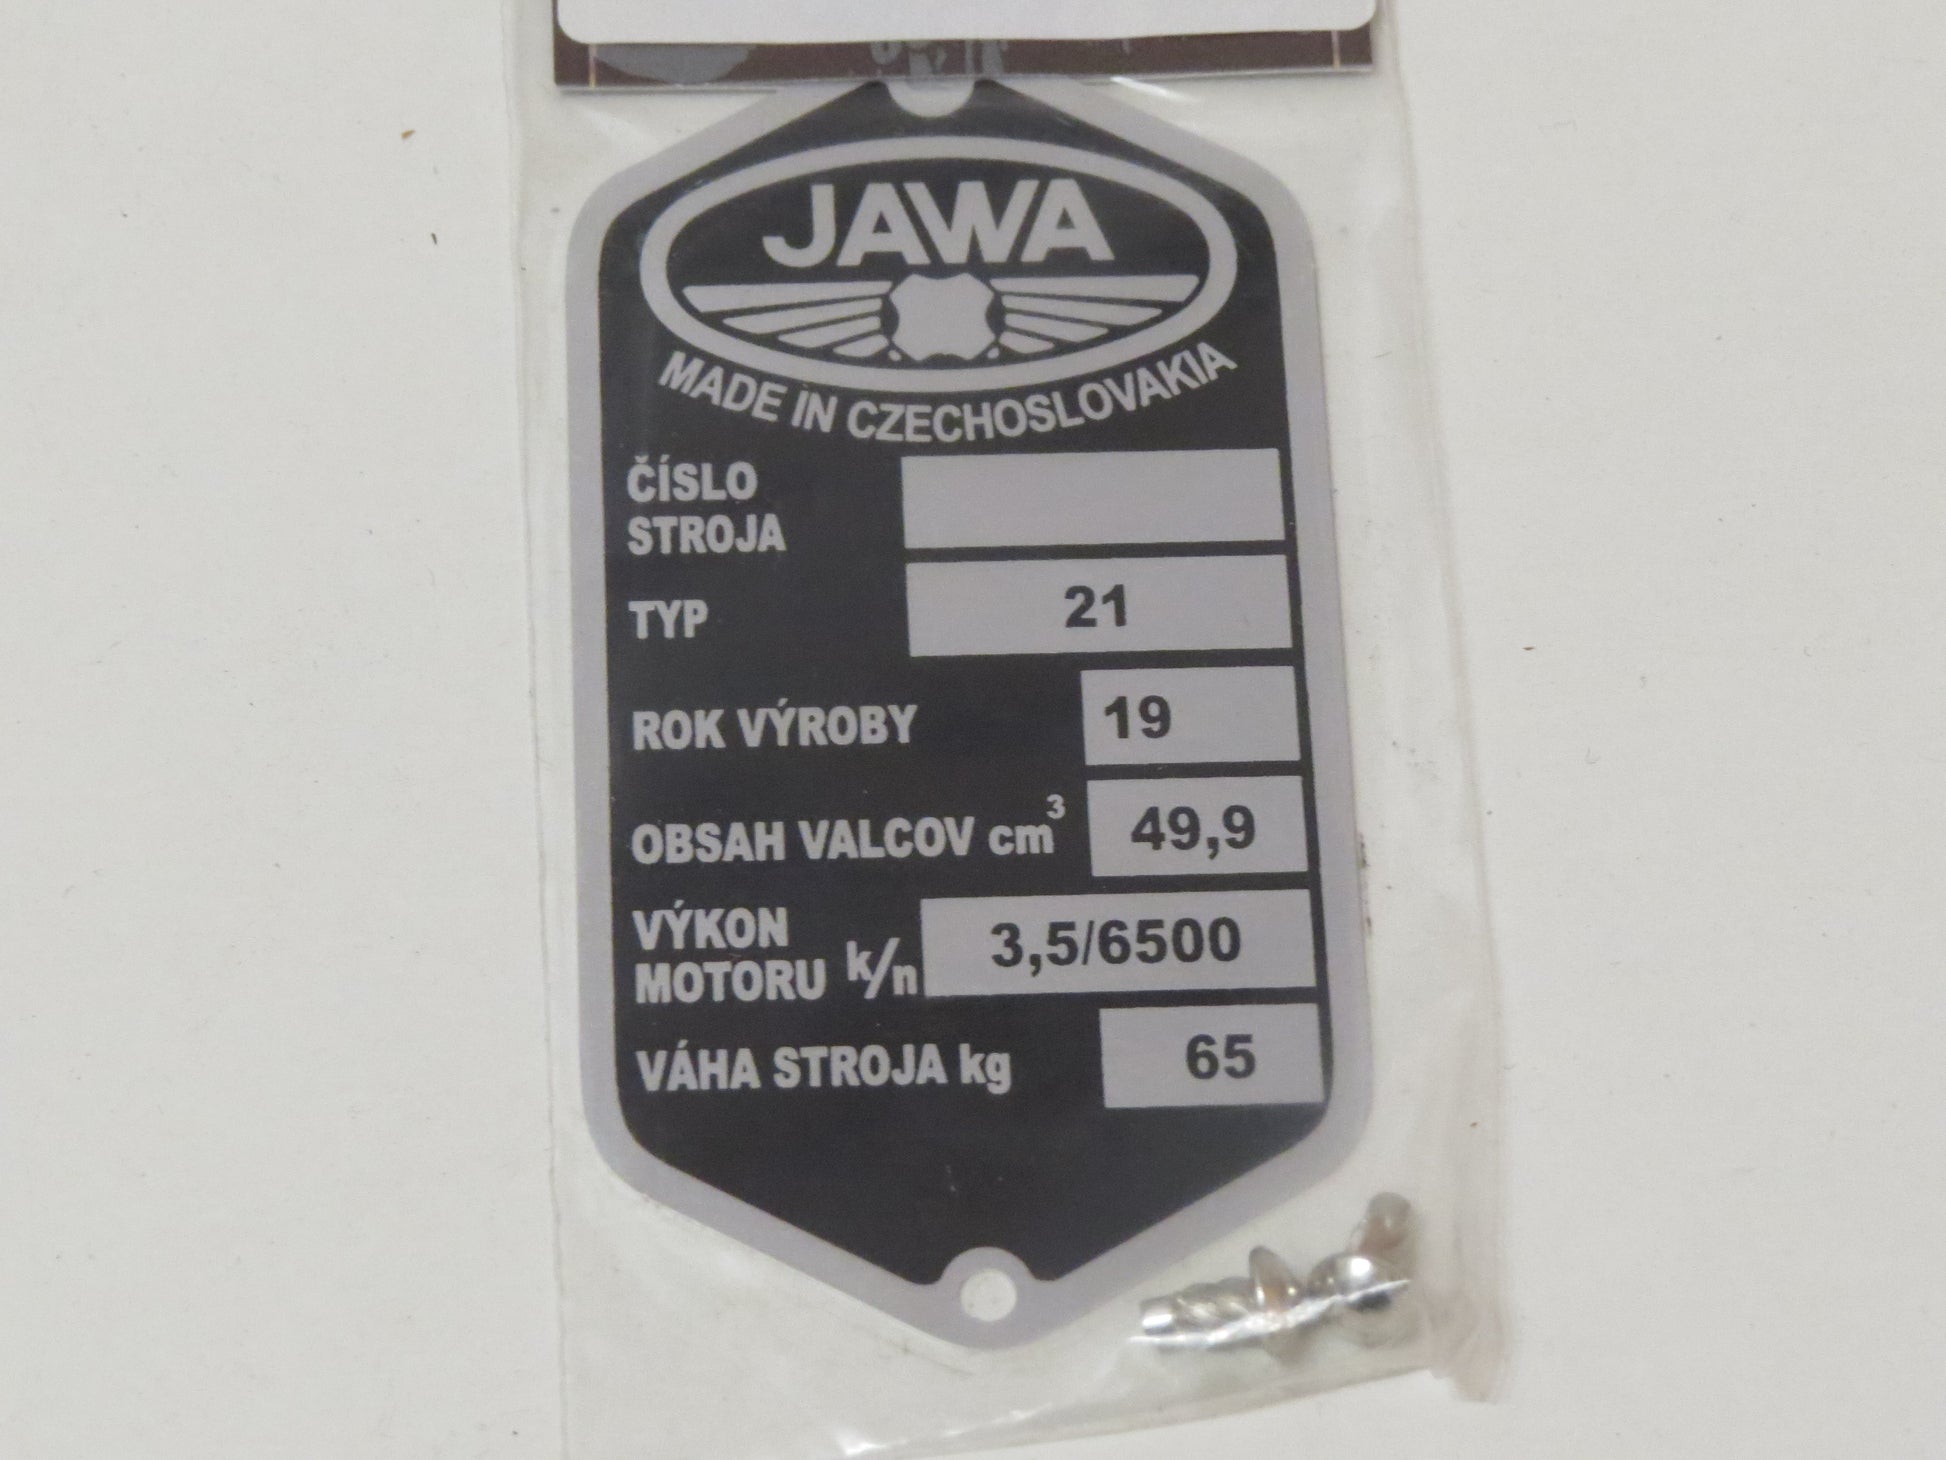 JAWA
MADE IN CZECHOSLOVAKIA
ČÍSLO
STROJA
TYP 21
ROK VÝROBY 19
OBSAH VALCOV cm³ 49,9
VÝKON
MOTORU k/n 3,5/6500
VÁHA STROJA kg 65